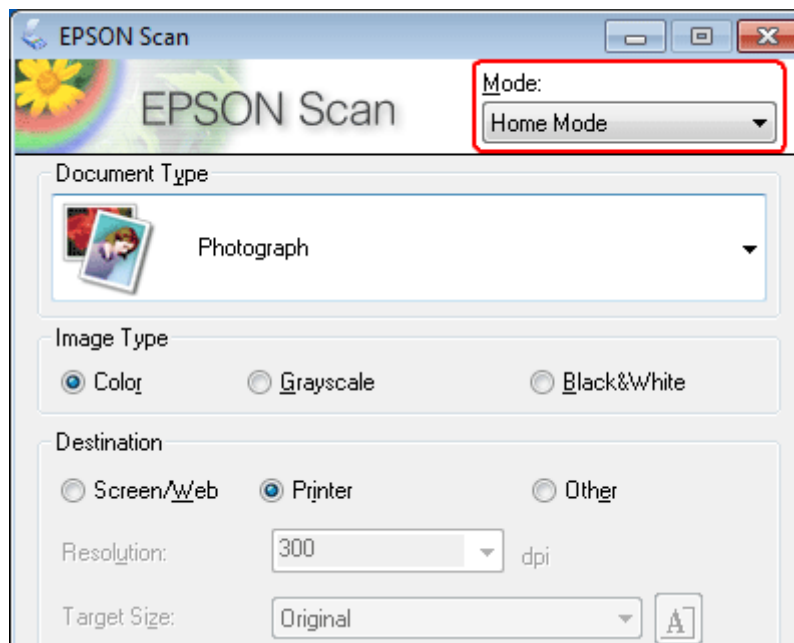 EPSON Scan
EPSON Scan
Mode:
Home Mode
Document Type
Photograph
Image Type
Color Grayscale Black&White
Destination
Screen/Web Printer Other
Resolution: 300 dpi
Target Size: Original A